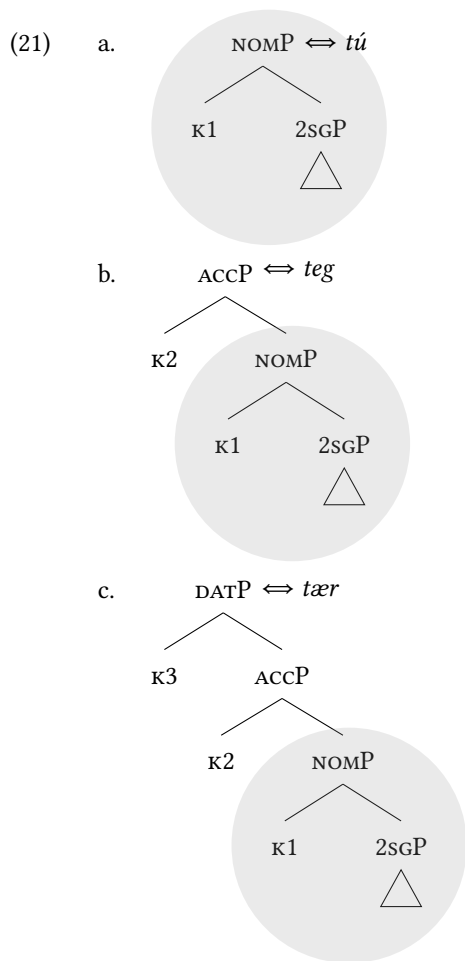 (21) a. NOMP ⇔ tú
K1 2SGP
b. ACCP ⇔ teg
K2 NOMP
K1 2SGP
c. DATP ⇔ tær
K3 ACCP
K2 NOMP
K1 2SGP